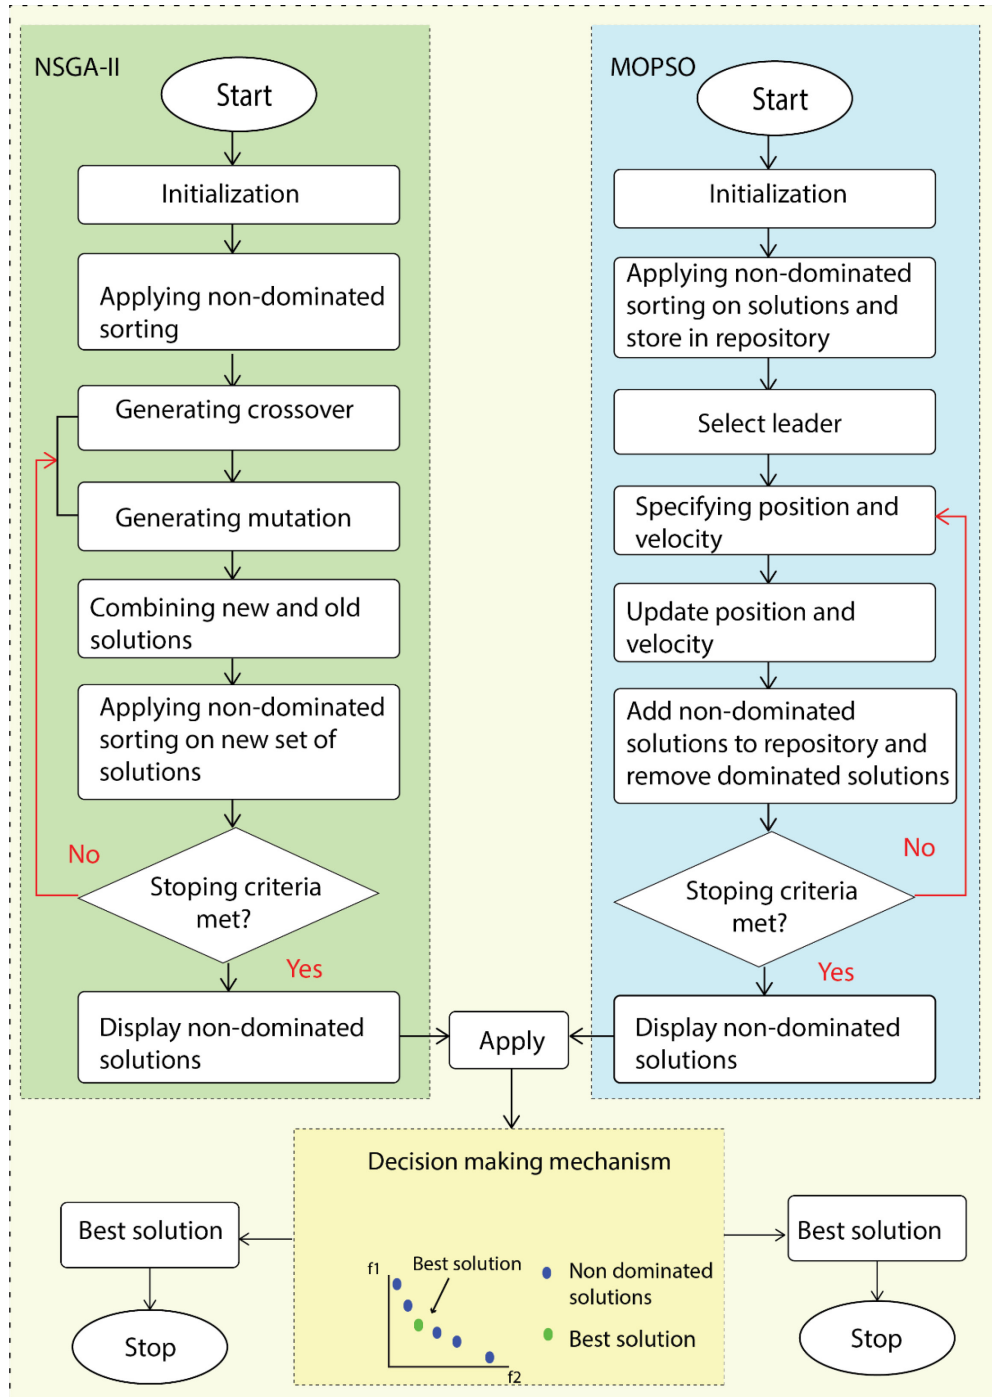 NSGA-II
Start
Initialization
Applying non-dominated
sorting
Generating crossover
Generating mutation
Combining new and old
solutions
Applying non-dominated
sorting on new set of
solutions
No
Stoping criteria
met?
Yes
Display non-dominated
solutions
MOPSO
Start
Initialization
Applying non-dominated
sorting on solutions and
store in repository
Select leader
Specifying position and
velocity
Update position and
velocity
Add non-dominated
solutions to repository and
remove dominated solutions
No
Stoping criteria
met?
Yes
Display non-dominated
solutions
Apply
Decision making mechanism
f1
Best solution
f2
Non dominated
solutions
Best solution
Best solution
Stop
Best solution
Stop